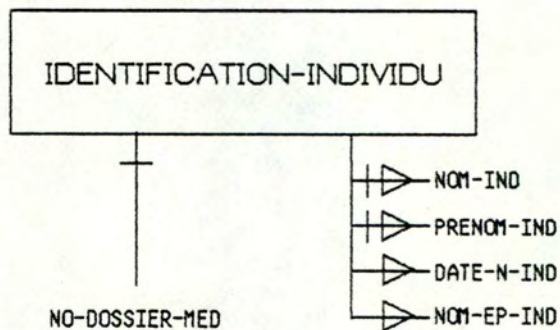 IDENTIFICATION-INDIVIDU
NOM-IND
PRENOM-IND
DATE-N-IND
NO-DOSSIER-MED
NOM-EP-IND